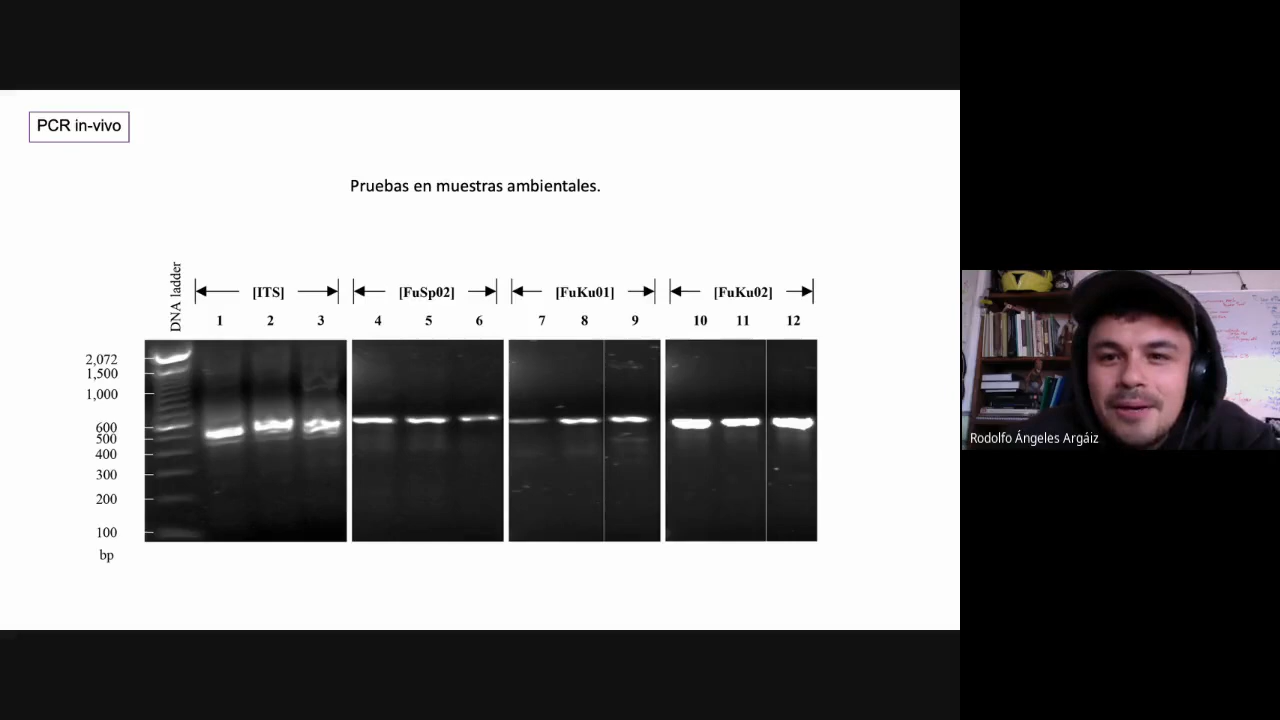 PCR in-vivo
Pruebas en muestras ambientales.
DNA ladder
[ITS] [FuSp02] [FuKu01] [FuKu02]
1 2 3 4 5 6 7 8 9 10 11 12
2,072
1,500
1,000
600
500
400
300
200
100
bp
Rodolfo Ángeles Argáiz